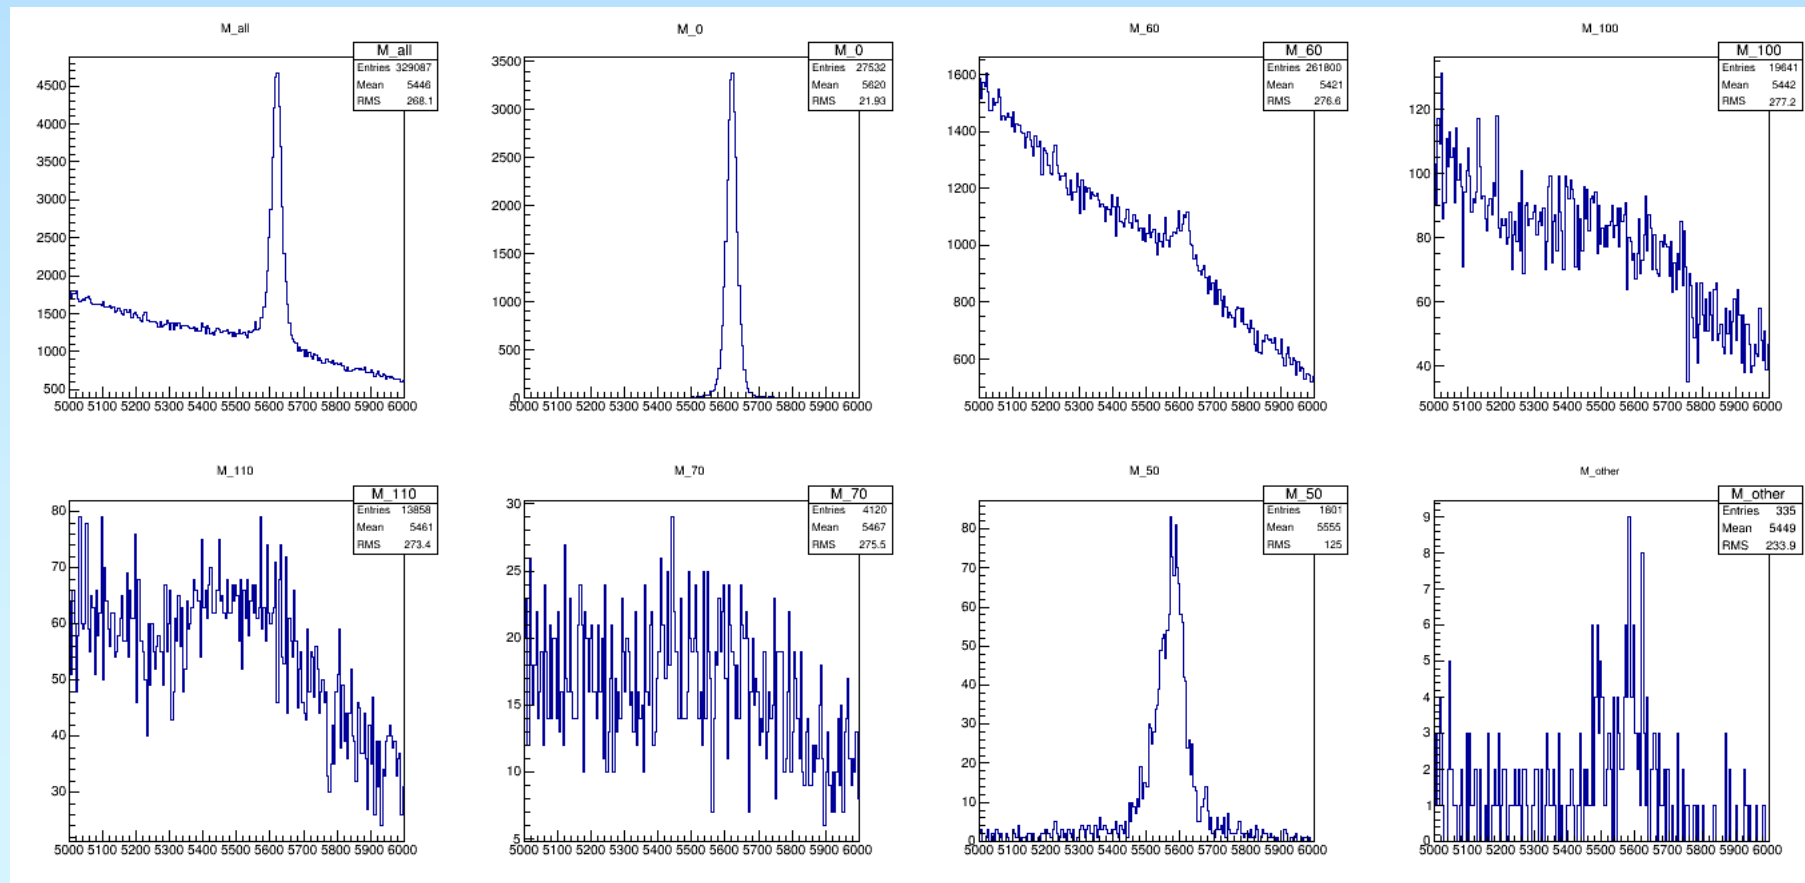 M_all
M_all
Entries 329087
Mean 5446
RMS 268.1
4500
4000
3500
3000
2500
2000
1500
1000
500
5000 5100 5200 5300 5400 5500 5600 5700 5800 5900 6000
M_0
M_0
Entries 27532
Mean 5620
RMS 21.93
3500
3000
2500
2000
1500
1000
500
0
5000 5100 5200 5300 5400 5500 5600 5700 5800 5900 6000
M_60
M_60
Entries 261800
Mean 5421
RMS 276.6
1600
1400
1200
1000
800
600
5000 5100 5200 5300 5400 5500 5600 5700 5800 5900 6000
M_100
M_100
Entries 19641
Mean 5442
RMS 277.2
120
100
80
60
40
5000 5100 5200 5300 5400 5500 5600 5700 5800 5900 6000
M_110
M_110
Entries 13858
Mean 5461
RMS 273.4
80
70
60
50
40
30
5000 5100 5200 5300 5400 5500 5600 5700 5800 5900 6000
M_70
M_70
Entries 4120
Mean 5467
RMS 275.5
30
25
20
15
10
5
5000 5100 5200 5300 5400 5500 5600 5700 5800 5900 6000
M_50
M_50
Entries 1601
Mean 5555
RMS 125
80
70
60
50
40
30
20
10
0
5000 5100 5200 5300 5400 5500 5600 5700 5800 5900 6000
M_other
M_other
Entries 335
Mean 5449
RMS 233.9
9
8
7
6
5
4
3
2
1
0
5000 5100 5200 5300 5400 5500 5600 5700 5800 5900 6000